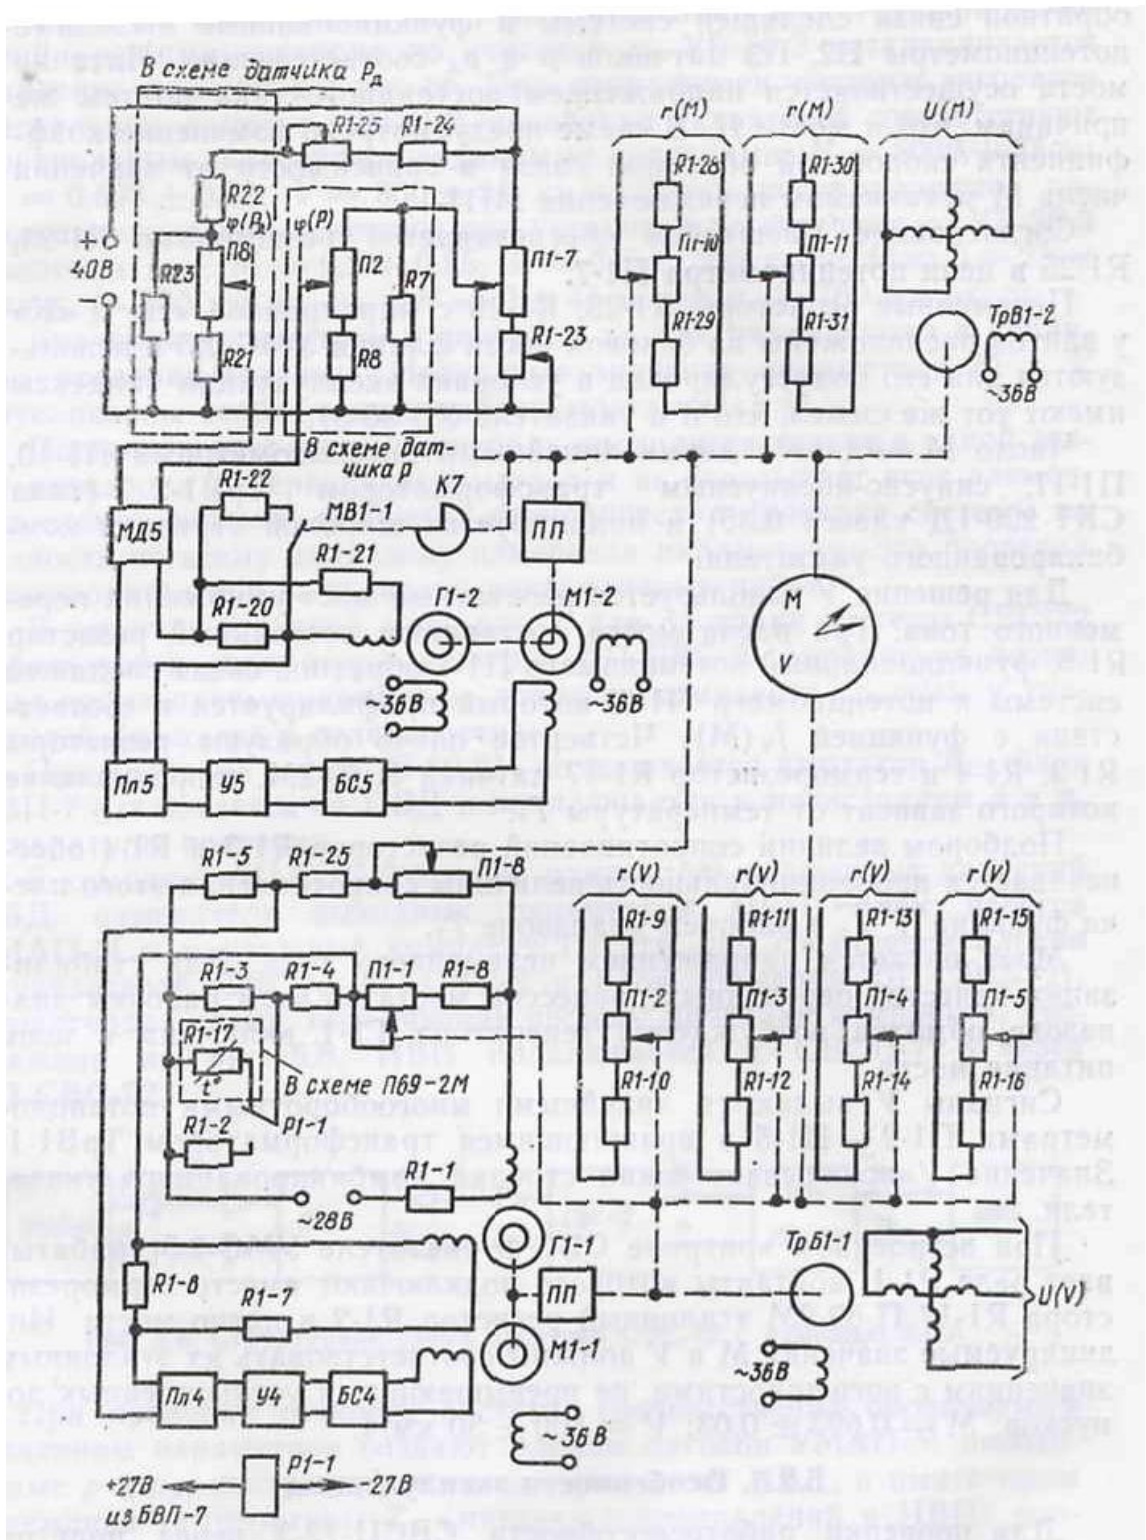 В схеме датчика Рд
R1-25 R1-24
r(M) r(M) U(M)
R1-28 R1-30
R22
φ(Рд) φ(Р)
+
40В
−
R23 П8 П2 R7 П1-7
П1-10 П1-11
R21 R8 R1-23
R1-29 R1-31
ТрВ1-2
~36В
В схеме дат-
чика р
R1-22 К7
МВ1-1
МД5 ПП
R1-21
R1-20 Г1-2 М1-2
M
V
~36В ~36В
Пл5 У5 БС5
R1-5 R1-25 П1-8
r(V) r(V) r(V) r(V)
R1-9 R1-11 R1-13 R1-15
R1-3 R1-4 П1-1 R1-8
П1-2 П1-3 П1-4 П1-5
R1-17
t°
В схеме П69-2М
R1-10 R1-12 R1-14 R1-16
R1-2 Р1-1
R1-1
~28В
Г1-1 ТрБ1-1
R1-6 ПП U(V)
R1-7
М1-1
~36В
Пл4 У4 БС4
~36В
Р1-1
+27В −27В
из БВП-7